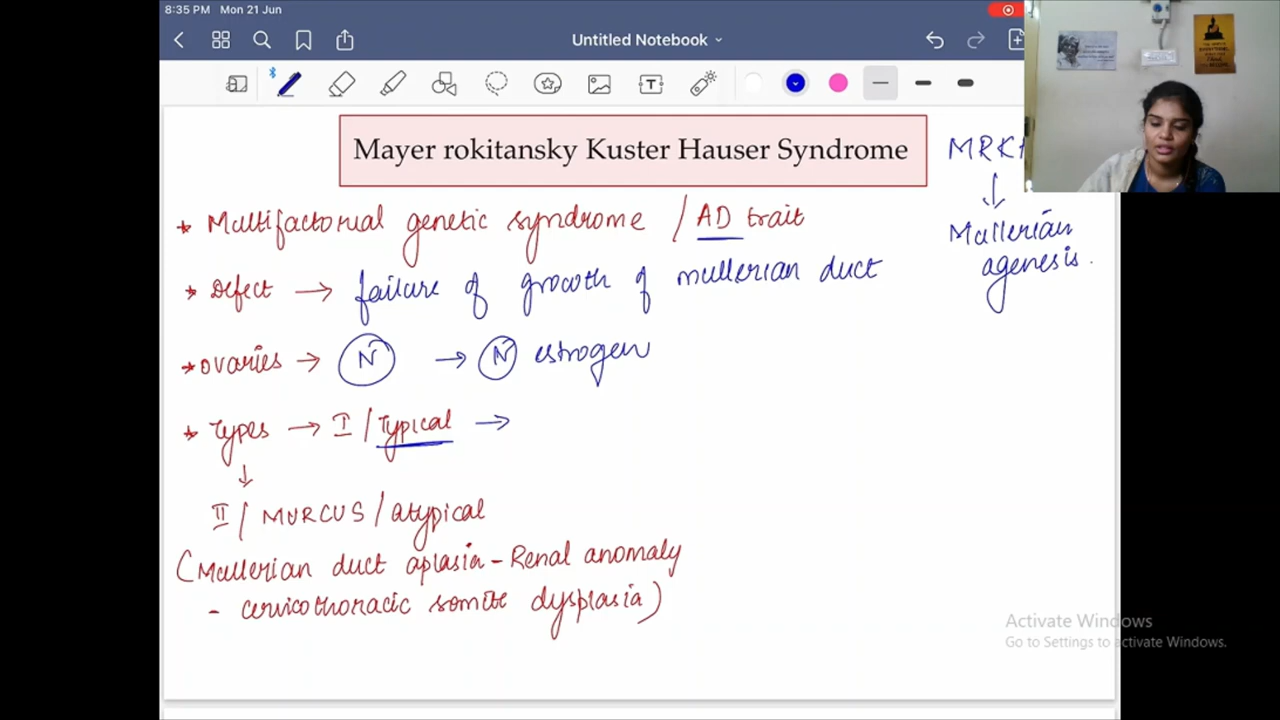 8:35 PM Mon 21 Jun
Untitled Notebook
Mayer rokitansky Kuster Hauser Syndrome
MRKH
Mullerian
agenesis.
* Multifactorial genetic syndrome / AD trait
* Defect → failure of growth of mullerian duct
* ovaries → N → N estrogen
* Types → I / Typical →
↓
II / MURCUS / atypical
(Mullerian duct aplasia - Renal anomaly
- cervicothoracic somite dysplasia)
Activate Windows
Go to Settings to activate Windows.